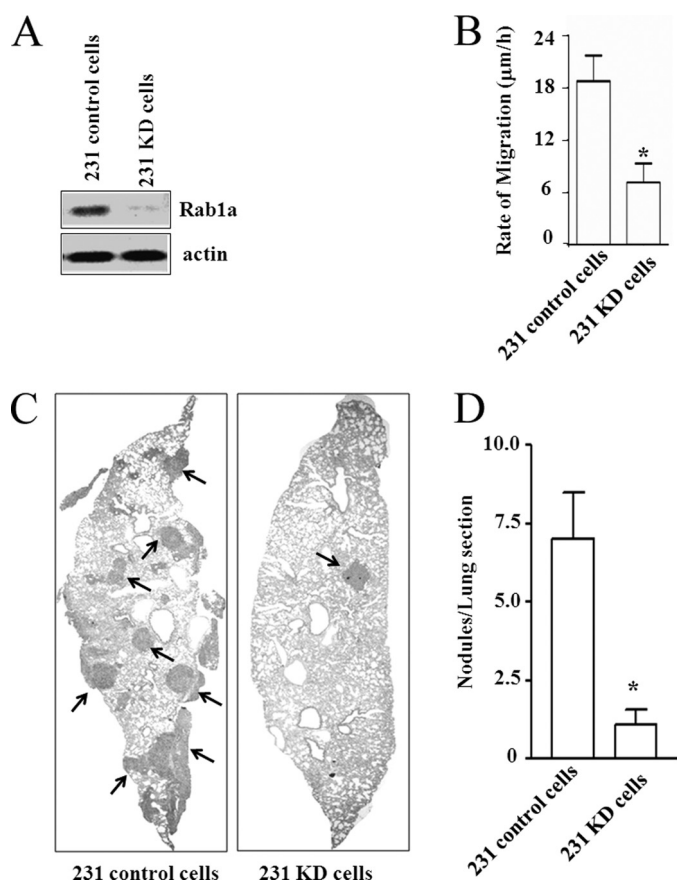 A
231 control cells
231 KD cells
Rab1a
actin
B
Rate of Migration (μm/h)
24
18
12
6
0
*
231 control cells
231 KD cells
C
231 control cells
231 KD cells
D
Nodules/Lung section
10.0
7.5
5.0
2.5
0
*
231 control cells
231 KD cells